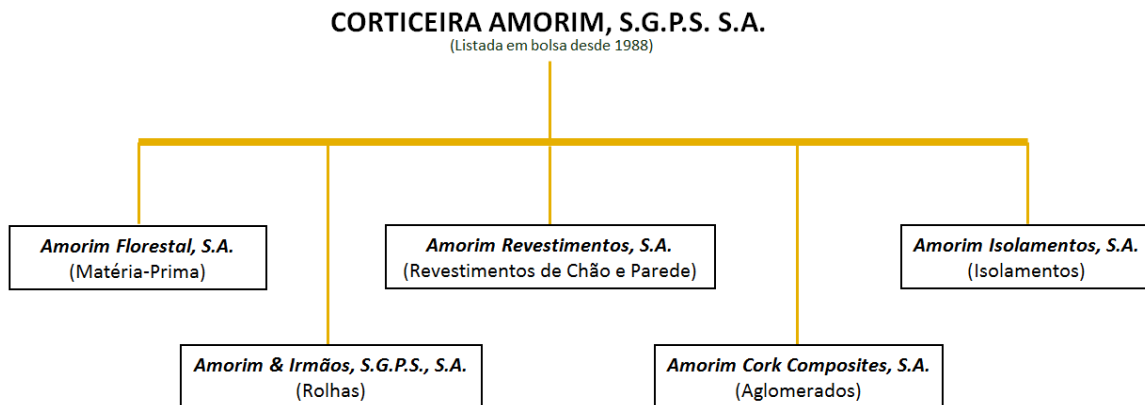 CORTICEIRA AMORIM, S.G.P.S. S.A.
(Listada em bolsa desde 1988)
Amorim Florestal, S.A.
(Matéria-Prima)
Amorim Revestimentos, S.A.
(Revestimentos de Chão e Parede)
Amorim Isolamentos, S.A.
(Isolamentos)
Amorim & Irmãos, S.G.P.S., S.A.
(Rolhas)
Amorim Cork Composites, S.A.
(Aglomerados)